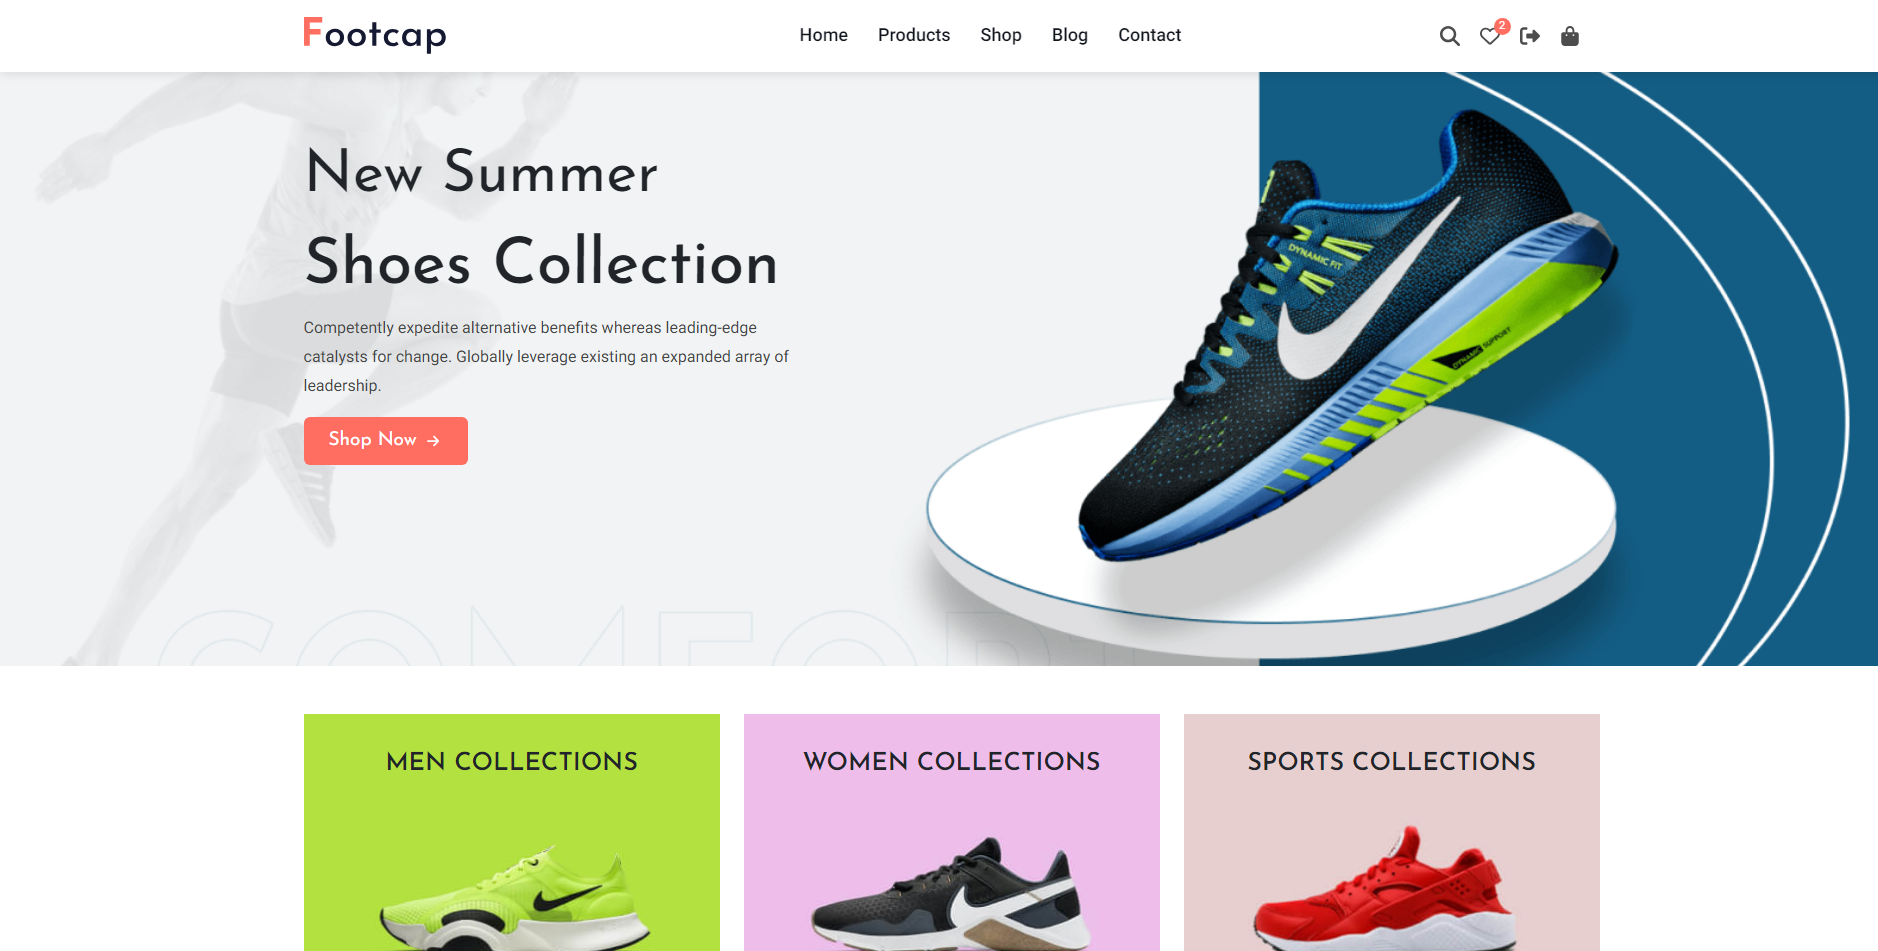 Footcap
Home
Products
Shop
Blog
Contact
2
New Summer
Shoes Collection
Competently expedite alternative benefits whereas leading-edge
catalysts for change. Globally leverage existing an expanded array of
leadership.
Shop Now →
DYNAMIC FIT
DYNAMIC SUPPORT
COMFORT
MEN COLLECTIONS
WOMEN COLLECTIONS
SPORTS COLLECTIONS